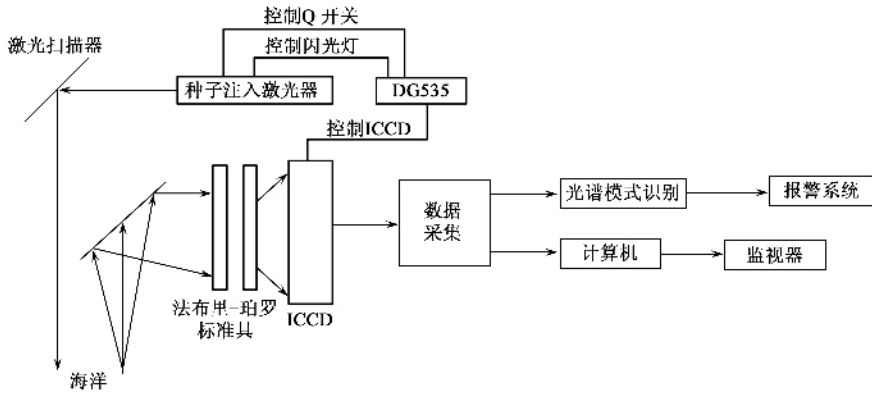 控制Q 开关
激光扫描器
控制闪光灯
种子注入激光器
DG535
控制ICCD
数据
采集
光谱模式识别
报警系统
计算机
监视器
法布里-珀罗
标准具
ICCD
海洋